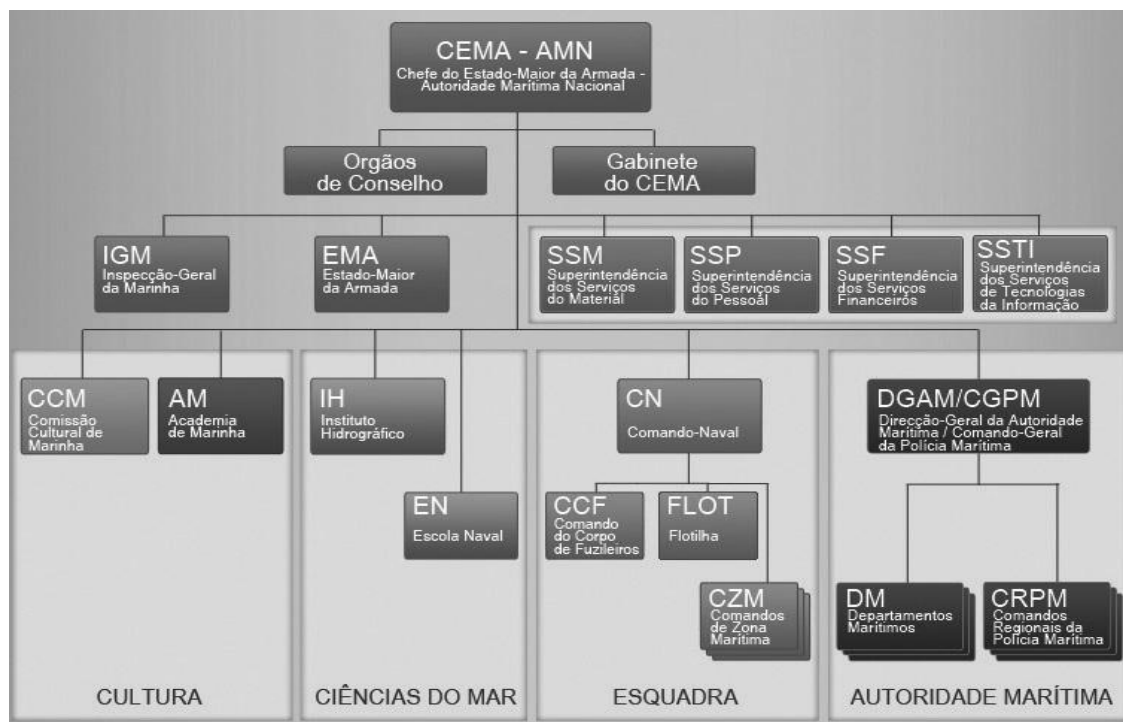 CEMA - AMN
Chefe do Estado-Maior da Armada -
Autoridade Marítima Nacional
Orgãos
de Conselho
Gabinete
do CEMA
IGM
Inspecção-Geral
da Marinha
EMA
Estado-Maior
da Armada
SSM
Superintendência
dos Serviços
do Material
SSP
Superintendência
dos Serviços
do Pessoal
SSF
Superintendência
dos Serviços
Financeiros
SSTI
Superintendência
dos Serviços
de Tecnologias
da Informação
CCM
Comissão
Cultural de
Marinha
AM
Academia
de Marinha
IH
Instituto
Hidrográfico
EN
Escola Naval
CN
Comando-Naval
CCF
Comando
do Corpo
de Fuzileiros
FLOT
Flotilha
CZM
Comandos
de Zona
Marítima
DGAM/CGPM
Direcção-Geral da Autoridade
Marítima / Comando-Geral
da Polícia Marítima
DM
Departamentos
Marítimos
CRPM
Comandos
Regionais da
Polícia Marítima
CULTURA
CIÊNCIAS DO MAR
ESQUADRA
AUTORIDADE MARÍTIMA